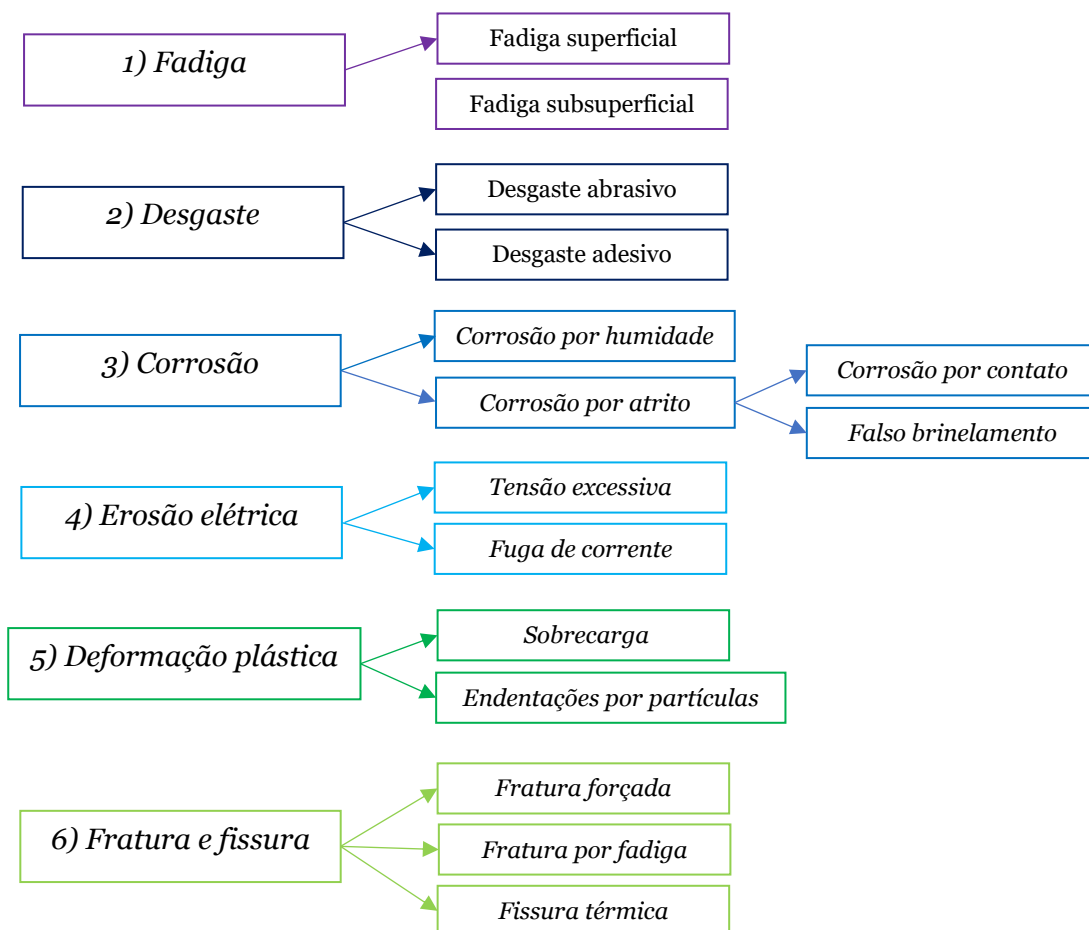 1) Fadiga
Fadiga superficial
Fadiga subsuperficial
2) Desgaste
Desgaste abrasivo
Desgaste adesivo
3) Corrosão
Corrosão por humidade
Corrosão por atrito
Corrosão por contato
Falso brinelamento
4) Erosão elétrica
Tensão excessiva
Fuga de corrente
5) Deformação plástica
Sobrecarga
Endentações por partículas
6) Fratura e fissura
Fratura forçada
Fratura por fadiga
Fissura térmica